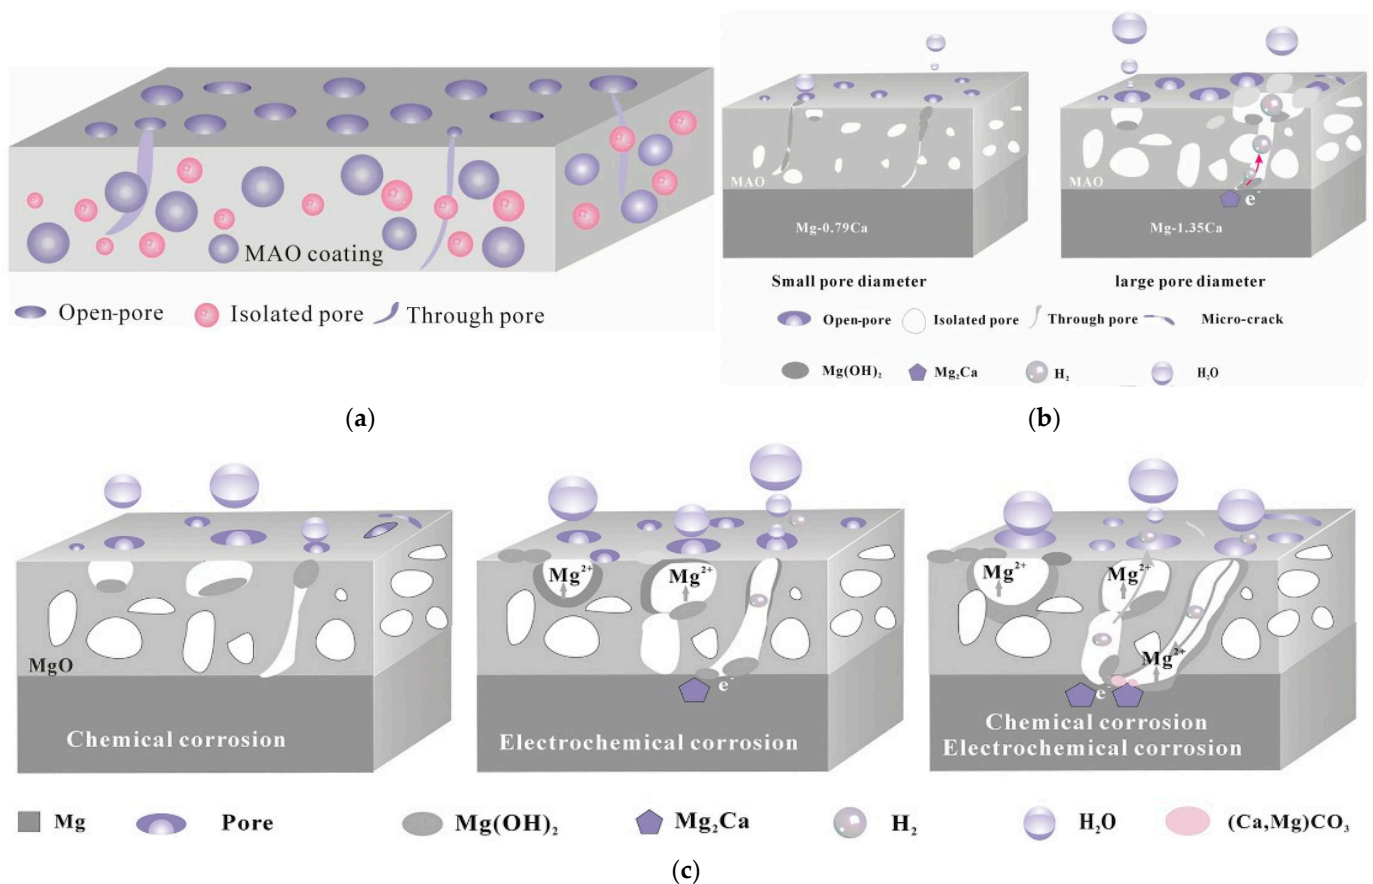 MAO coating
Open-pore Isolated pore Through pore
(a)
MAO MAO
e-
Mg-0.79Ca Mg-1.35Ca
Small pore diameter large pore diameter
Open-pore Isolated pore Through pore Micro-crack
Mg(OH)₂ Mg₂Ca H₂ H₂O
(b)
MgO
Chemical corrosion
Mg²⁺ Mg²⁺
e-
Electrochemical corrosion
Mg²⁺ Mg²⁺
Mg²⁺
e-
Chemical corrosion
Electrochemical corrosion
Mg Pore Mg(OH)₂ Mg₂Ca H₂ H₂O (Ca,Mg)CO₃
(c)